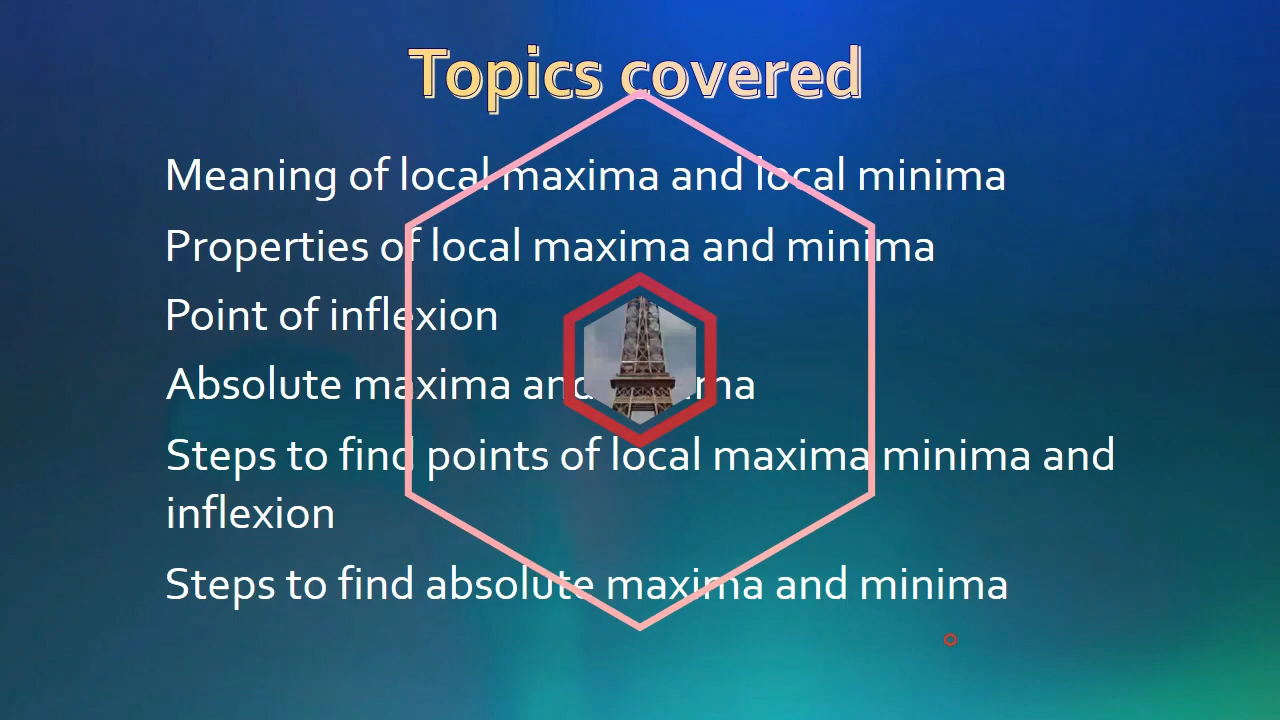 Topics covered
Meaning of local maxima and local minima
Properties of local maxima and minima
Point of inflexion
Absolute maxima and
Steps to find points of local maxima minima and
inflexion
Steps to find absolute maxima and minima